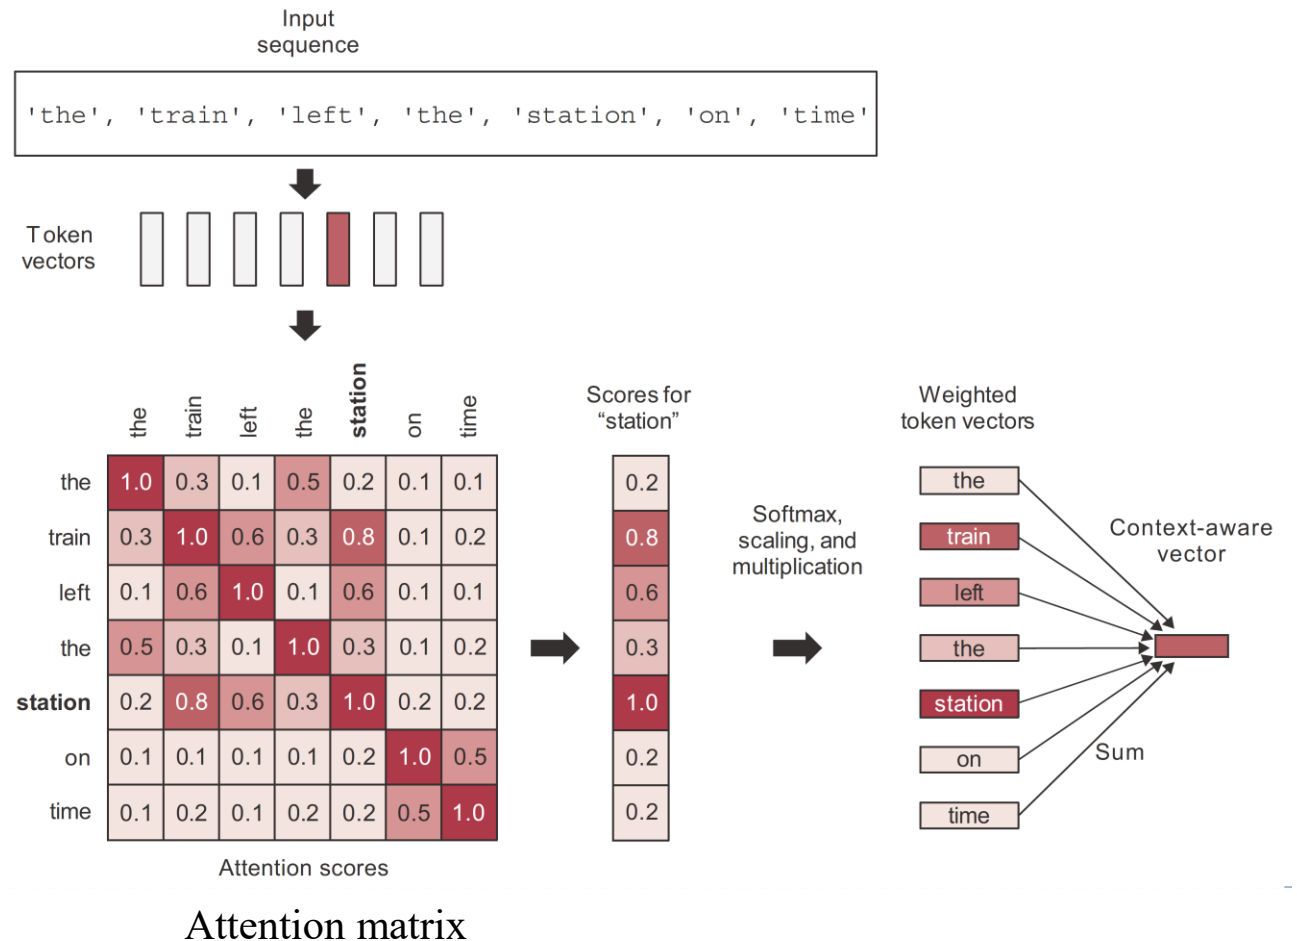 Input
sequence
'the', 'train', 'left', 'the', 'station', 'on', 'time'
Token
vectors
the train left the station on time
the 1.0 0.3 0.1 0.5 0.2 0.1 0.1
train 0.3 1.0 0.6 0.3 0.8 0.1 0.2
left 0.1 0.6 1.0 0.1 0.6 0.1 0.1
the 0.5 0.3 0.1 1.0 0.3 0.1 0.2
station 0.2 0.8 0.6 0.3 1.0 0.2 0.2
on 0.1 0.1 0.1 0.1 0.2 1.0 0.5
time 0.1 0.2 0.1 0.2 0.2 0.5 1.0
Attention scores
Scores for
“station”
0.2
0.8
0.6
0.3
1.0
0.2
0.2
Softmax,
scaling, and
multiplication
Weighted
token vectors
the
train
left
the
station
on
time
Context-aware
vector
Sum
Attention matrix